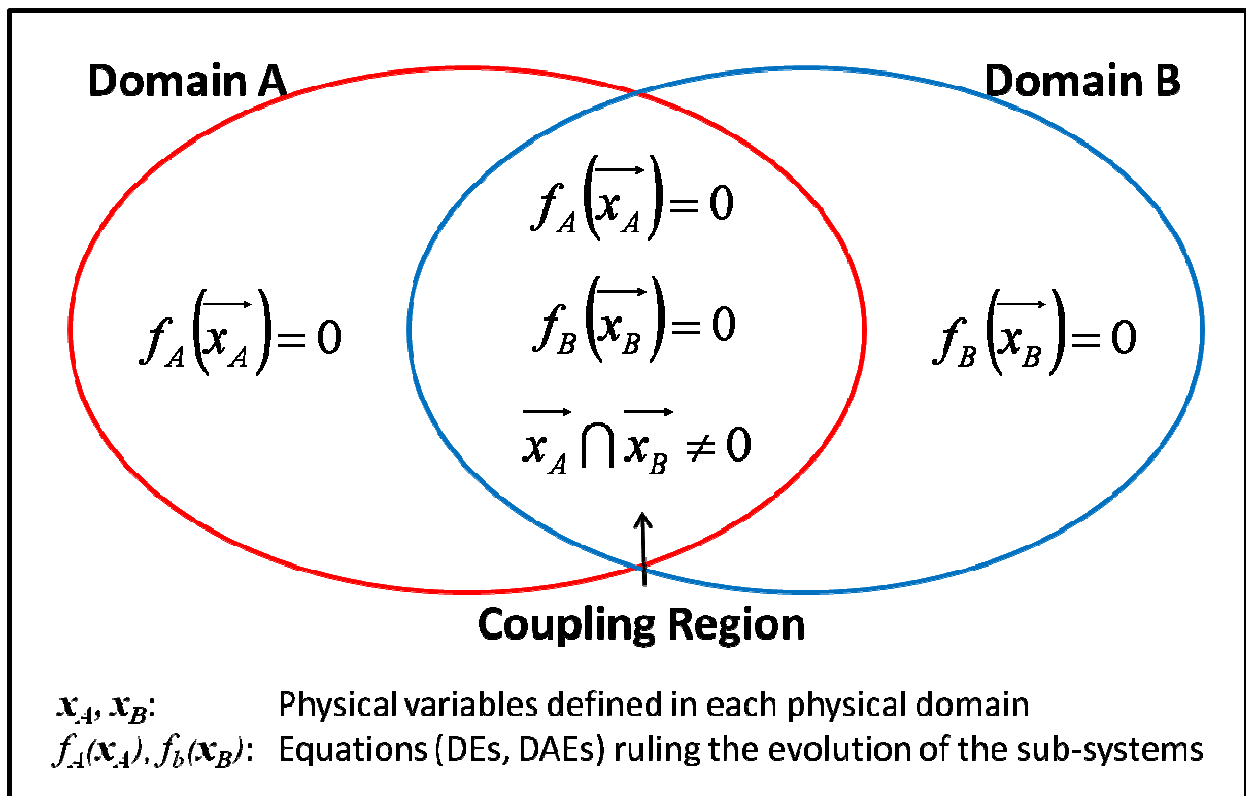 Domain A
Domain B
f_A(x_A→)=0
f_A(x_A→)=0
f_B(x_B→)=0
f_B(x_B→)=0
x_A→ ⋂ x_B→ ≠ 0
Coupling Region
x_A, x_B: Physical variables defined in each physical domain
f_A(x_A), f_b(x_B): Equations (DEs, DAEs) ruling the evolution of the sub-systems